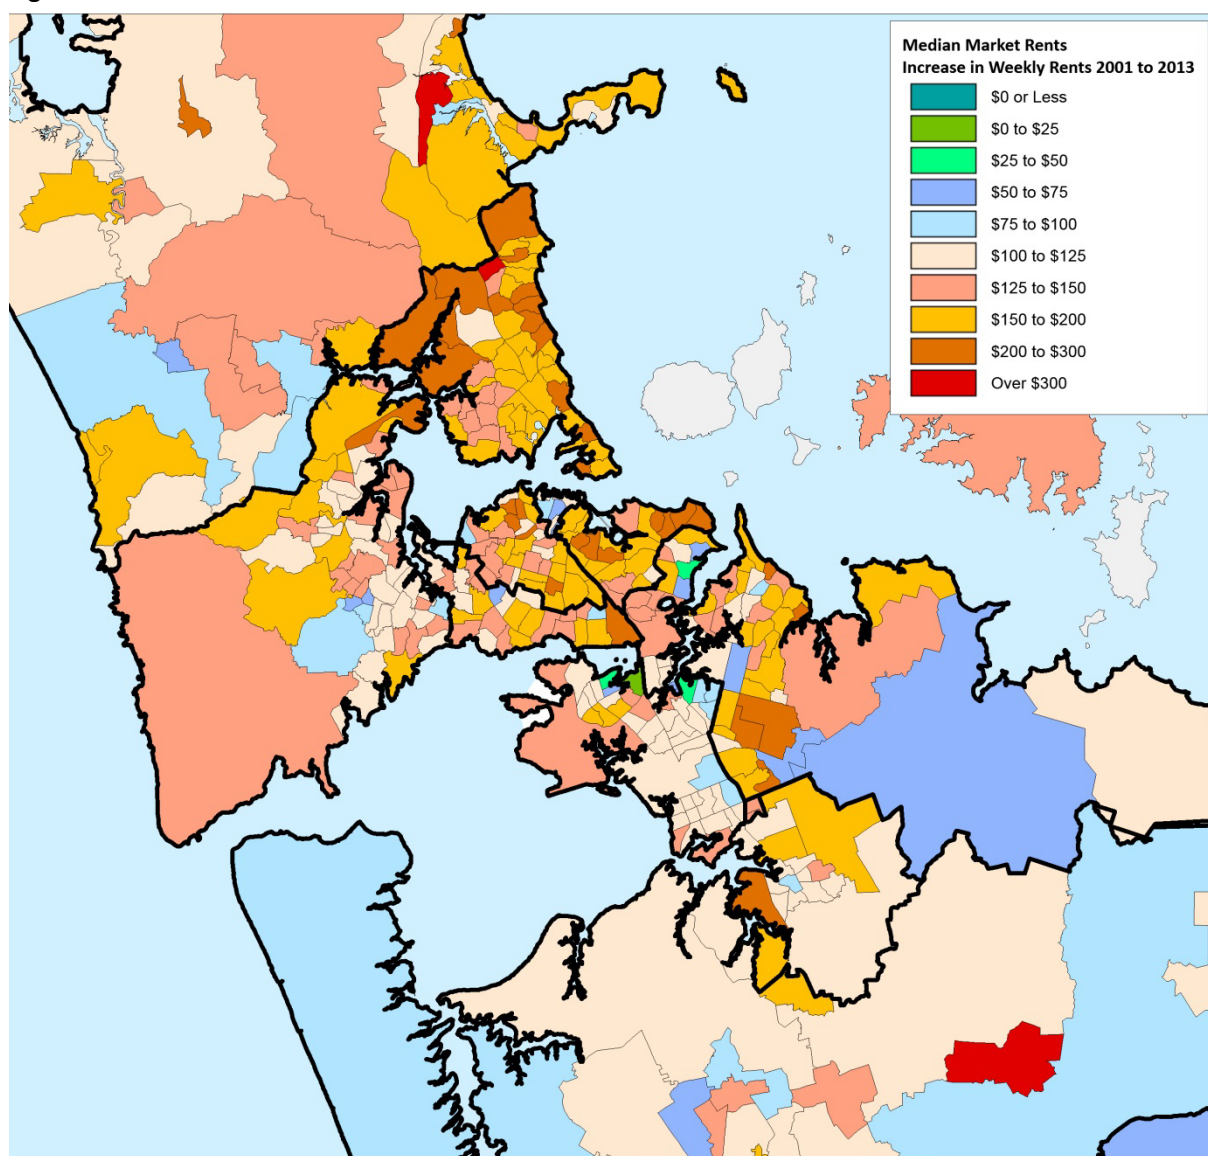 Median Market Rents
Increase in Weekly Rents 2001 to 2013
$0 or Less
$0 to $25
$25 to $50
$50 to $75
$75 to $100
$100 to $125
$125 to $150
$150 to $200
$200 to $300
Over $300